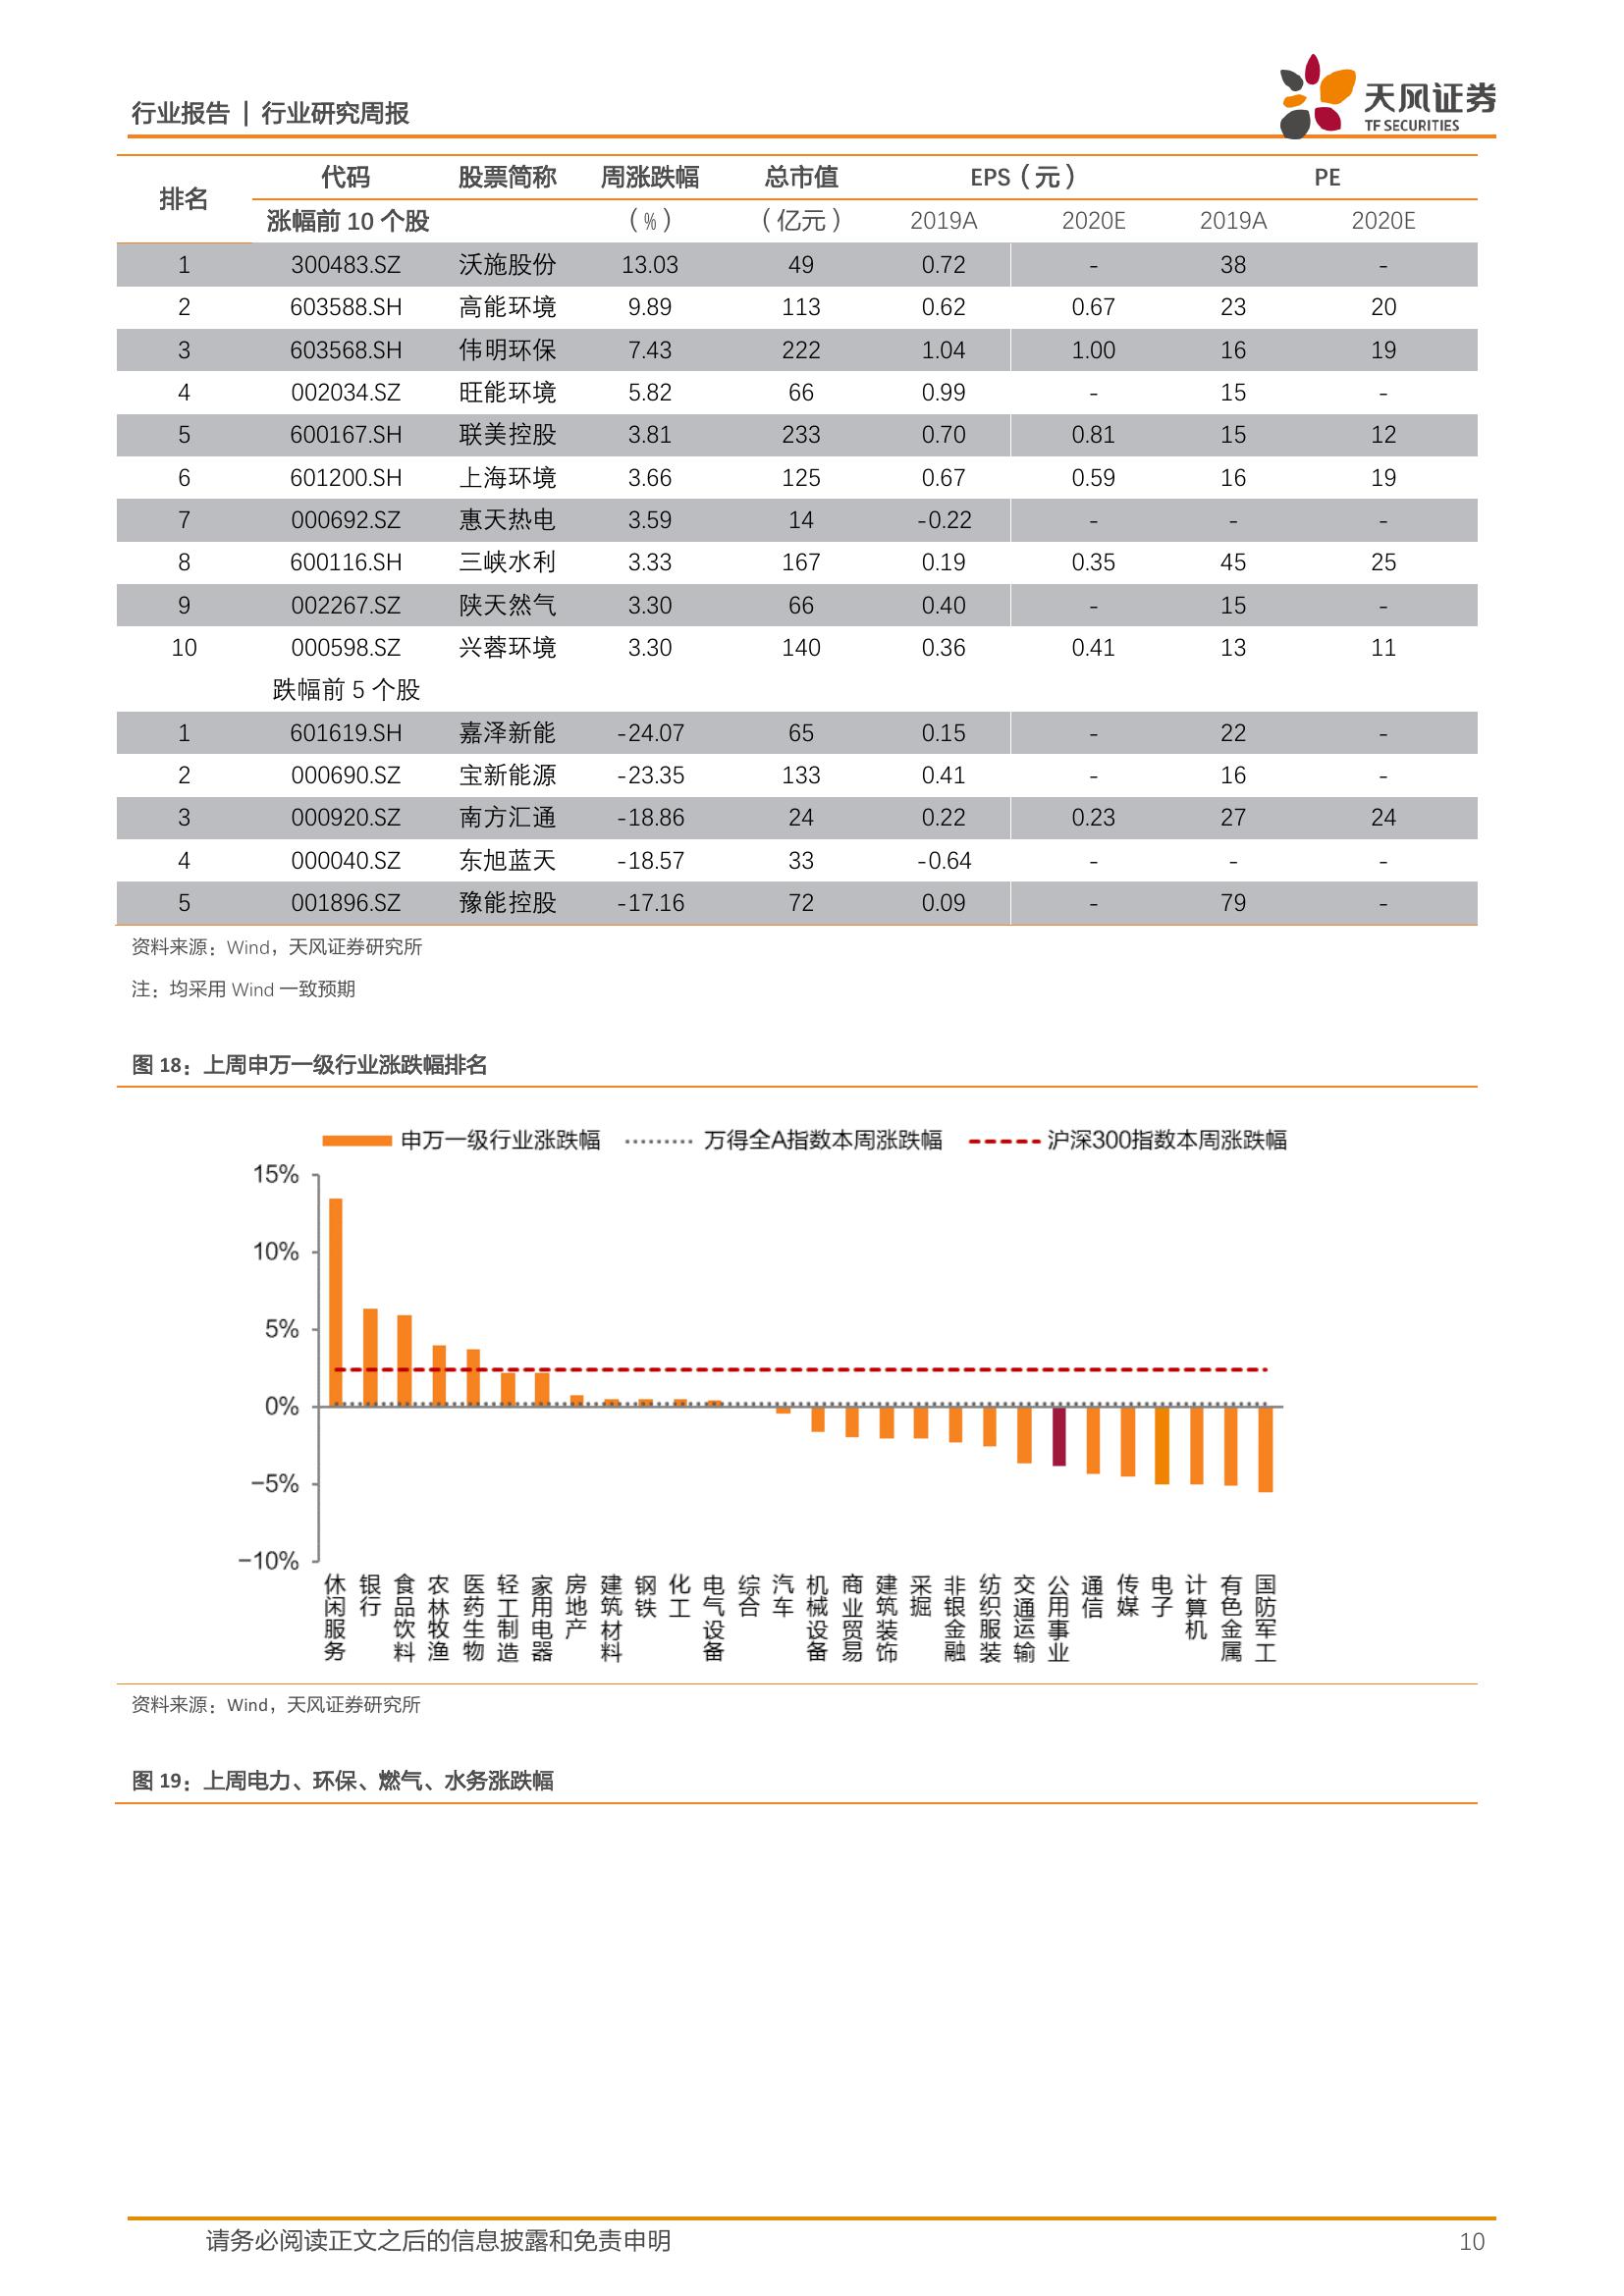 行业报告 | 行业研究周报
天风证券
TF SECURITIES
排名 代码 股票简称 周涨跌幅 总市值 EPS（元） PE
涨幅前 10 个股 （%） （亿元） 2019A 2020E 2019A 2020E
1 300483.SZ 沃施股份 13.03 49 0.72 - 38 -
2 603588.SH 高能环境 9.89 113 0.62 0.67 23 20
3 603568.SH 伟明环保 7.43 222 1.04 1.00 16 19
4 002034.SZ 旺能环境 5.82 66 0.99 - 15 -
5 600167.SH 联美控股 3.81 233 0.70 0.81 15 12
6 601200.SH 上海环境 3.66 125 0.67 0.59 16 19
7 000692.SZ 惠天热电 3.59 14 -0.22 - - -
8 600116.SH 三峡水利 3.33 167 0.19 0.35 45 25
9 002267.SZ 陕天然气 3.30 66 0.40 - 15 -
10 000598.SZ 兴蓉环境 3.30 140 0.36 0.41 13 11
跌幅前 5 个股
1 601619.SH 嘉泽新能 -24.07 65 0.15 - 22 -
2 000690.SZ 宝新能源 -23.35 133 0.41 - 16 -
3 000920.SZ 南方汇通 -18.86 24 0.22 0.23 27 24
4 000040.SZ 东旭蓝天 -18.57 33 -0.64 - - -
5 001896.SZ 豫能控股 -17.16 72 0.09 - 79 -
资料来源：Wind，天风证券研究所
注：均采用 Wind 一致预期
图 18：上周申万一级行业涨跌幅排名
申万一级行业涨跌幅 万得全A指数本周涨跌幅 沪深300指数本周涨跌幅
15%
10%
5%
0%
−5%
−10%
休闲服务 银行 食品饮料 农林牧渔 医药生物 轻工制造 家用电器 房地产 建筑材料 钢铁 化工 电气设备 综合 汽车 机械设备 商业贸易 建筑装饰 采掘 非银金融 纺织服装 交通运输 公用事业 通信 传媒 电子 计算机 有色金属 国防军工
资料来源：Wind，天风证券研究所
图 19：上周电力、环保、燃气、水务涨跌幅
请务必阅读正文之后的信息披露和免责申明 10